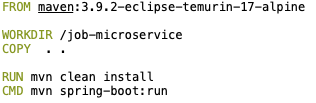 FROM maven:3.9.2-eclipse-temurin-17-alpine
WORKDIR /job-microservice
COPY  . .
RUN mvn clean install
CMD mvn spring-boot:run